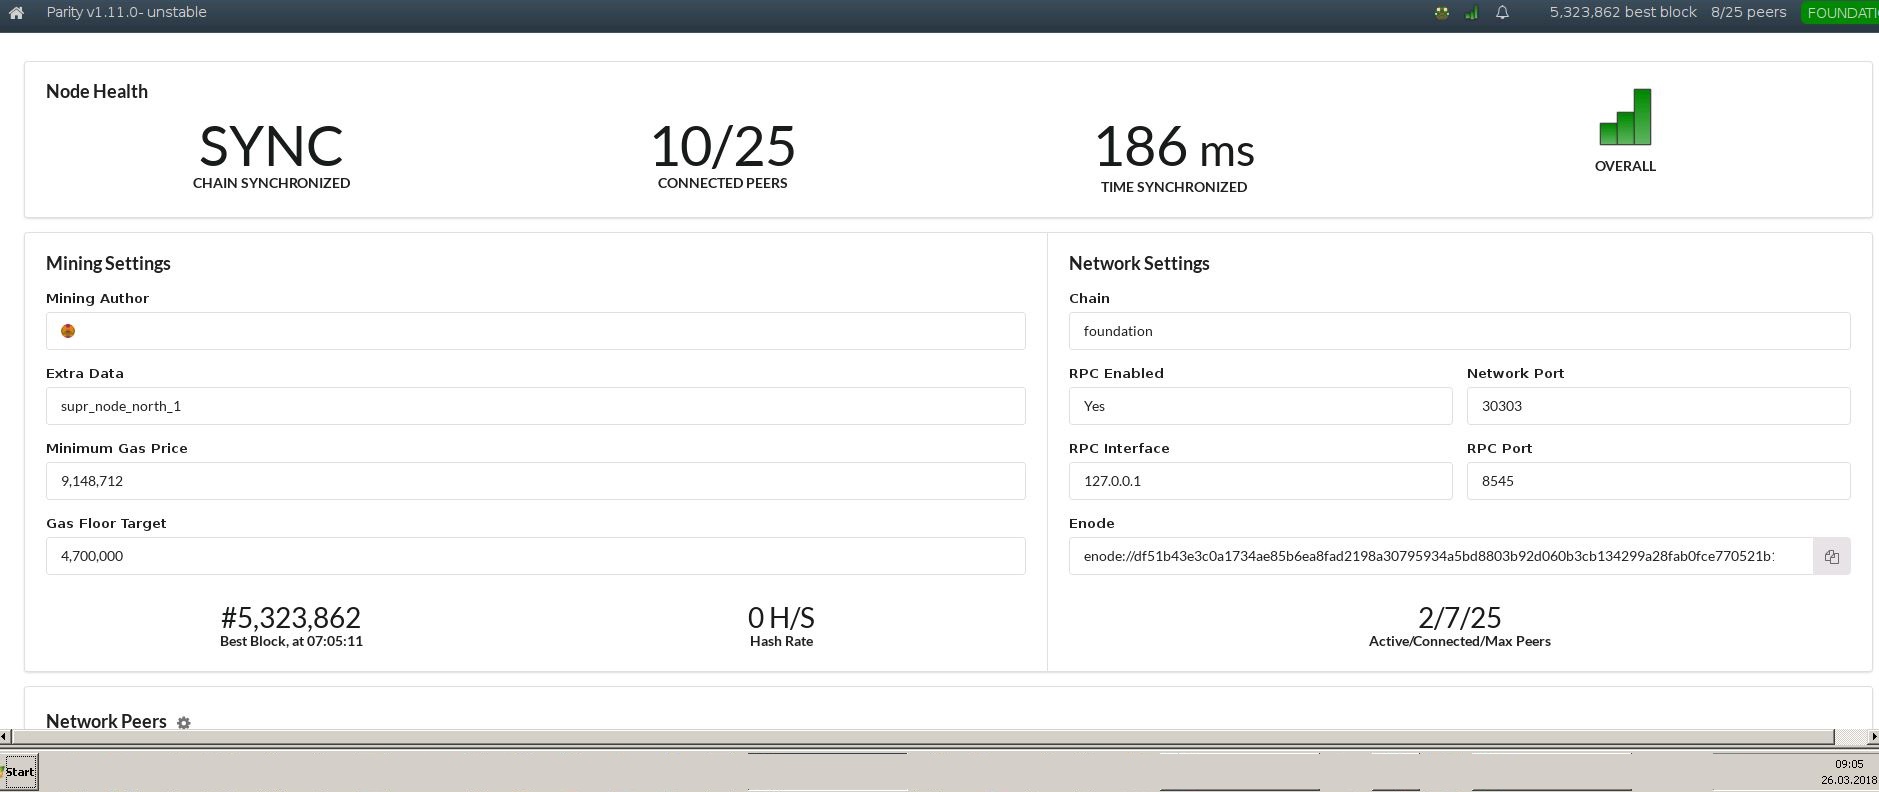 Parity v1.11.0- unstable
5,323,862 best block 8/25 peers FOUNDATI
Node Health
SYNC
CHAIN SYNCHRONIZED
10/25
CONNECTED PEERS
186 ms
TIME SYNCHRONIZED
OVERALL
Mining Settings
Mining Author
Extra Data
supr_node_north_1
Minimum Gas Price
9,148,712
Gas Floor Target
4,700,000
#5,323,862
Best Block, at 07:05:11
0 H/S
Hash Rate
Network Settings
Chain
foundation
RPC Enabled
Yes
Network Port
30303
RPC Interface
127.0.0.1
RPC Port
8545
Enode
enode://df51b43e3c0a1734ae85b6ea8fad2198a30795934a5bd8803b92d060b3cb134299a28fab0fce770521b
2/7/25
Active/Connected/Max Peers
Network Peers
Start
09:05
26.03.2018